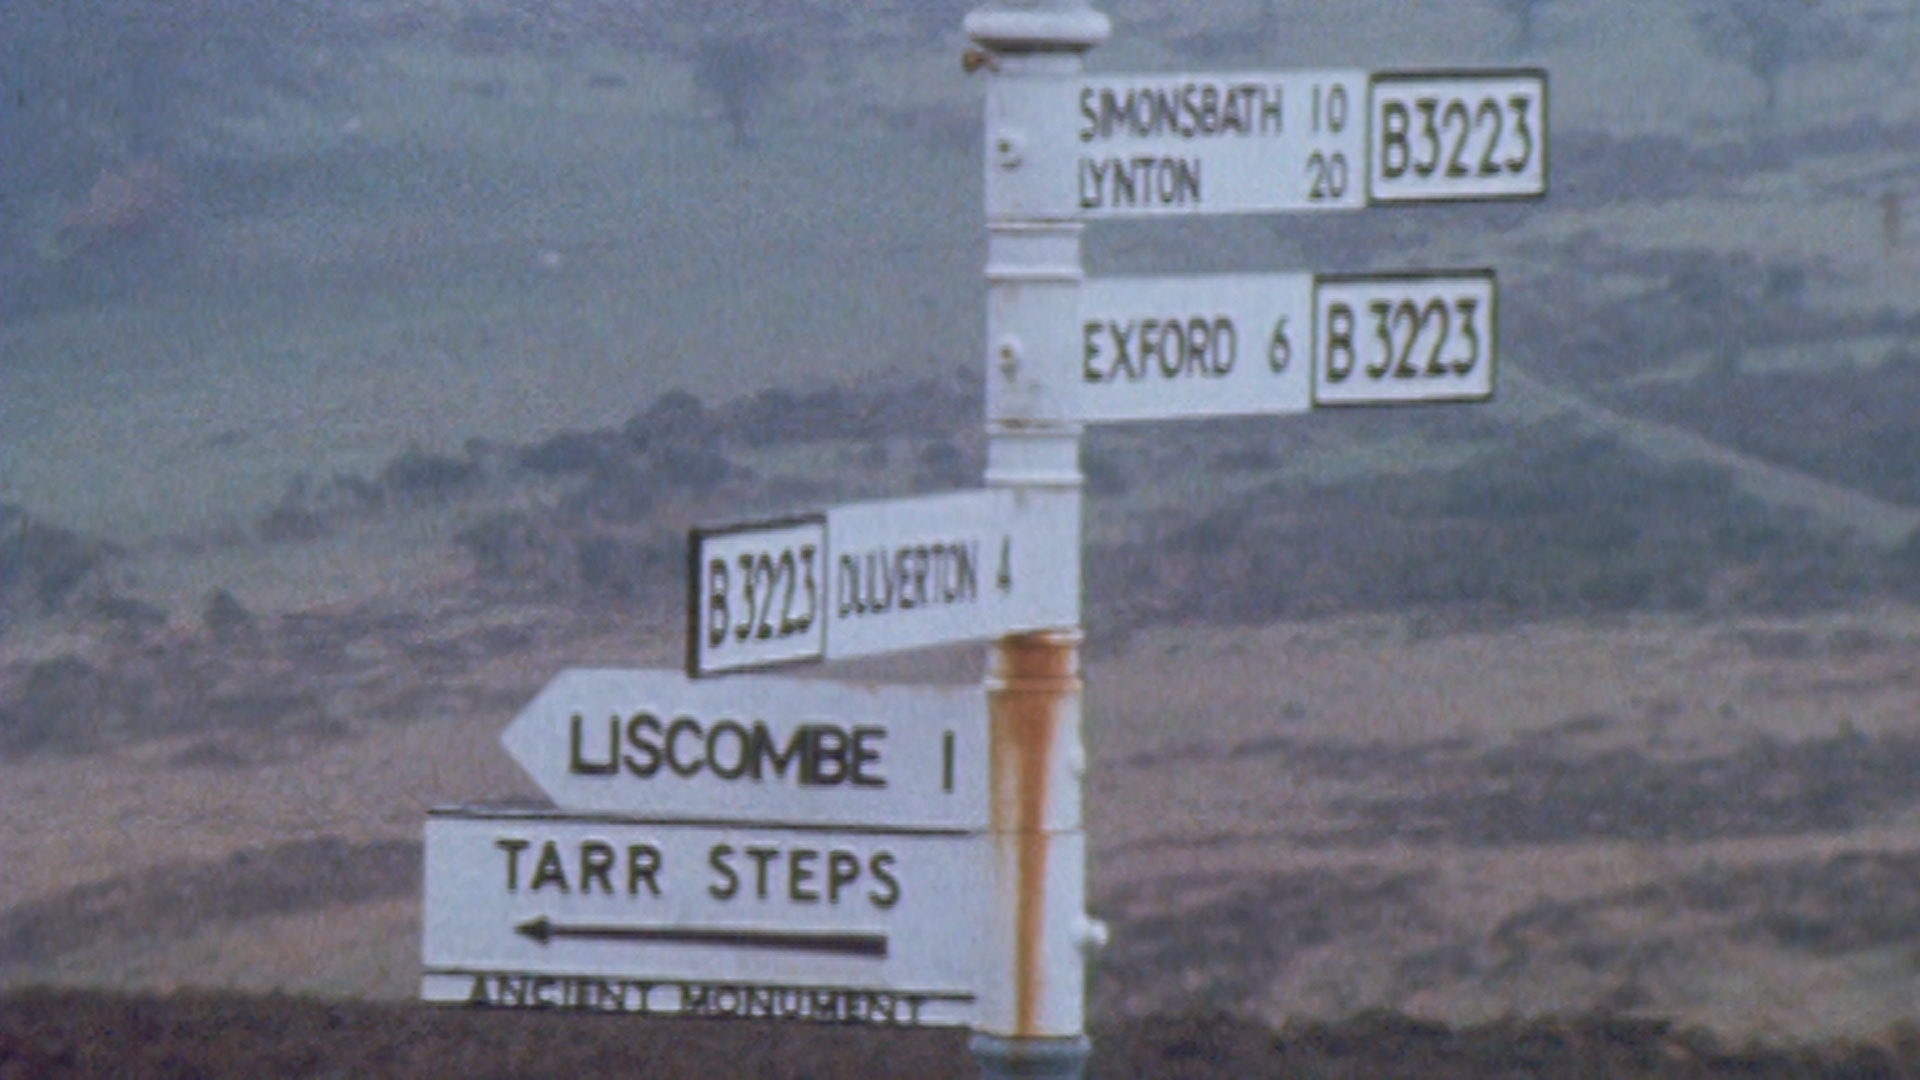 SIMONSBATH 10 B3223
LYNTON 20
EXFORD 6 B3223
B3223 DULVERTON 4
LISCOMBE 1
TARR STEPS
ANCIENT MONUMENT